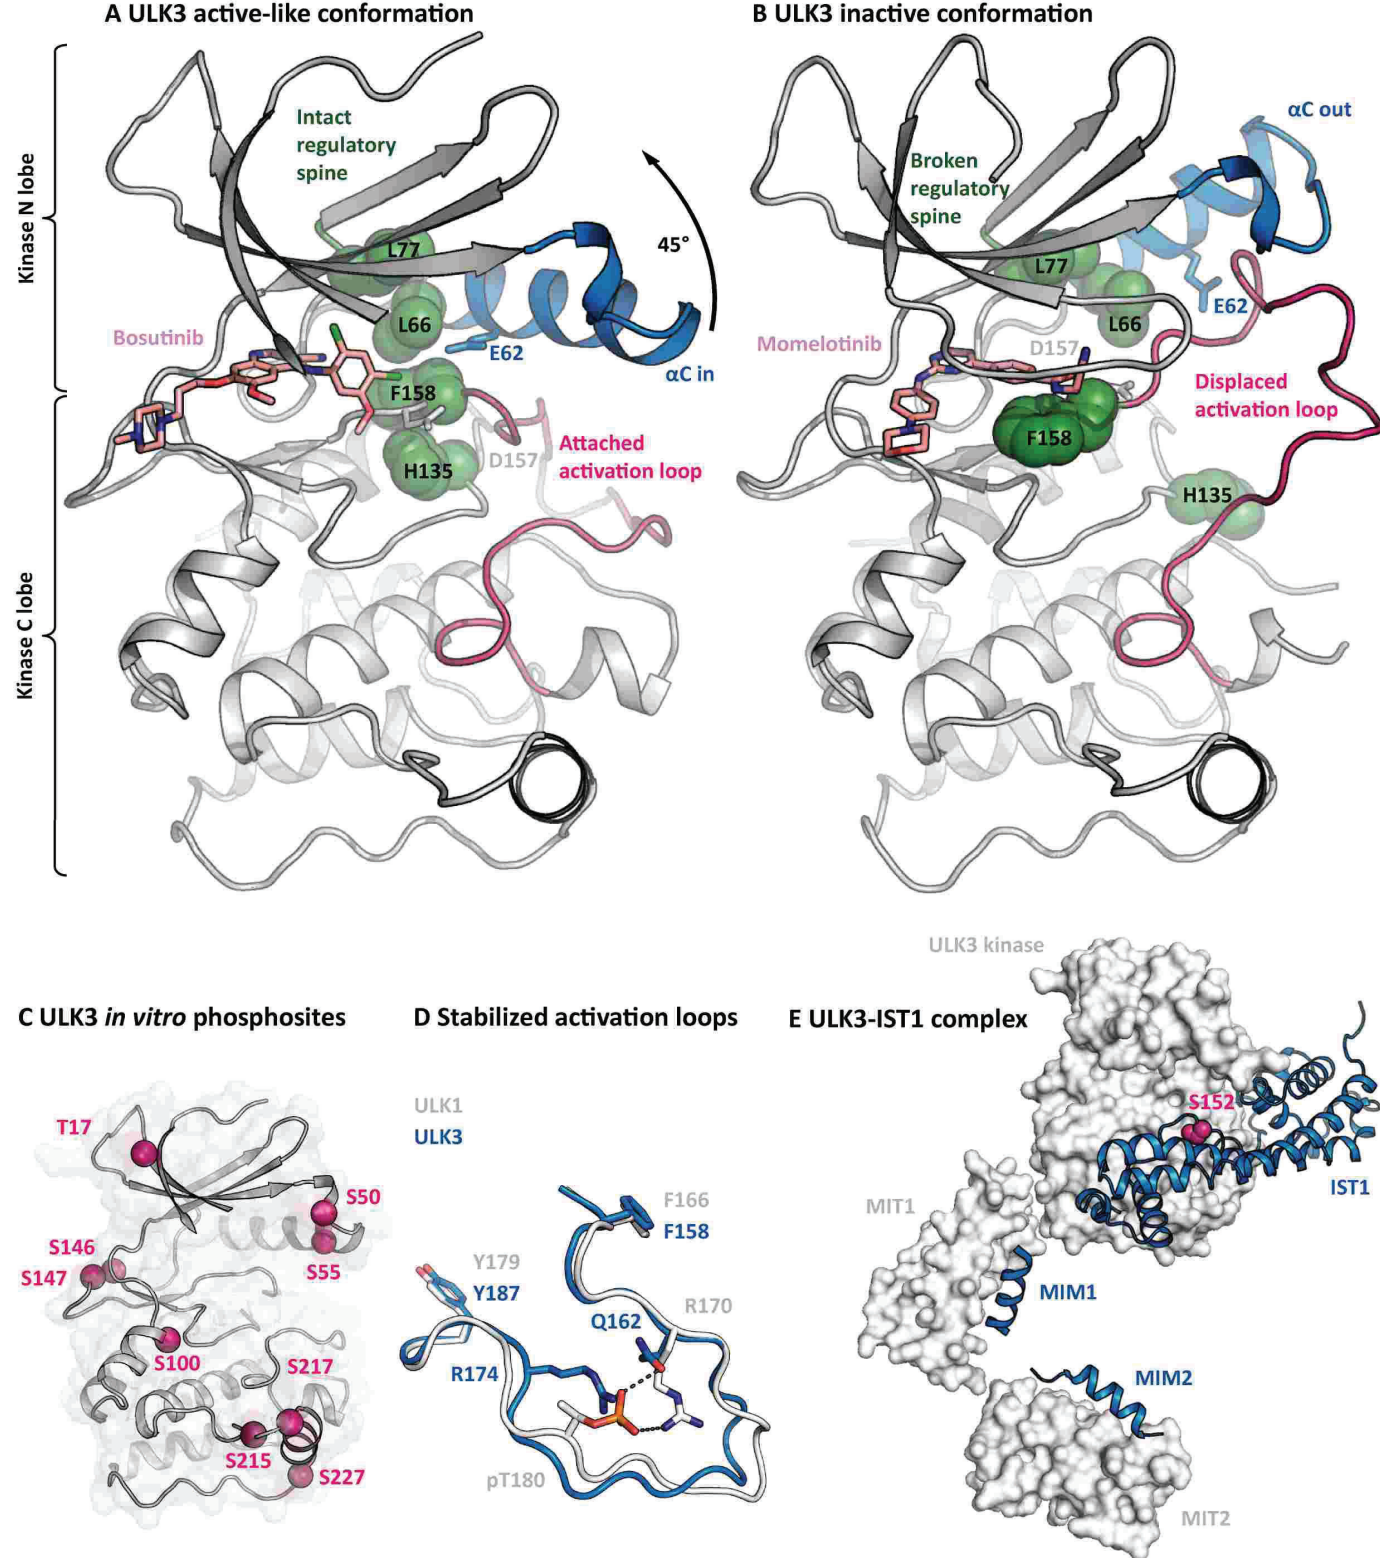 A ULK3 active-like conformation
B ULK3 inactive conformation
Kinase N lobe
Kinase C lobe
Intact
regulatory
spine
L77
L66
45°
Bosutinib
E62
αC in
F158
H135
D157
Attached
activation loop
αC out
Broken
regulatory
spine
L77
L66
E62
D157
Momelotinib
Displaced
activation loop
F158
H135
C ULK3 in vitro phosphosites
T17
S50
S55
S146
S147
S100
S217
S215
S227
D Stabilized activation loops
ULK1
ULK3
F166
F158
Y179
Y187
R170
Q162
R174
pT180
E ULK3-IST1 complex
ULK3 kinase
S152
IST1
MIT1
MIM1
MIM2
MIT2